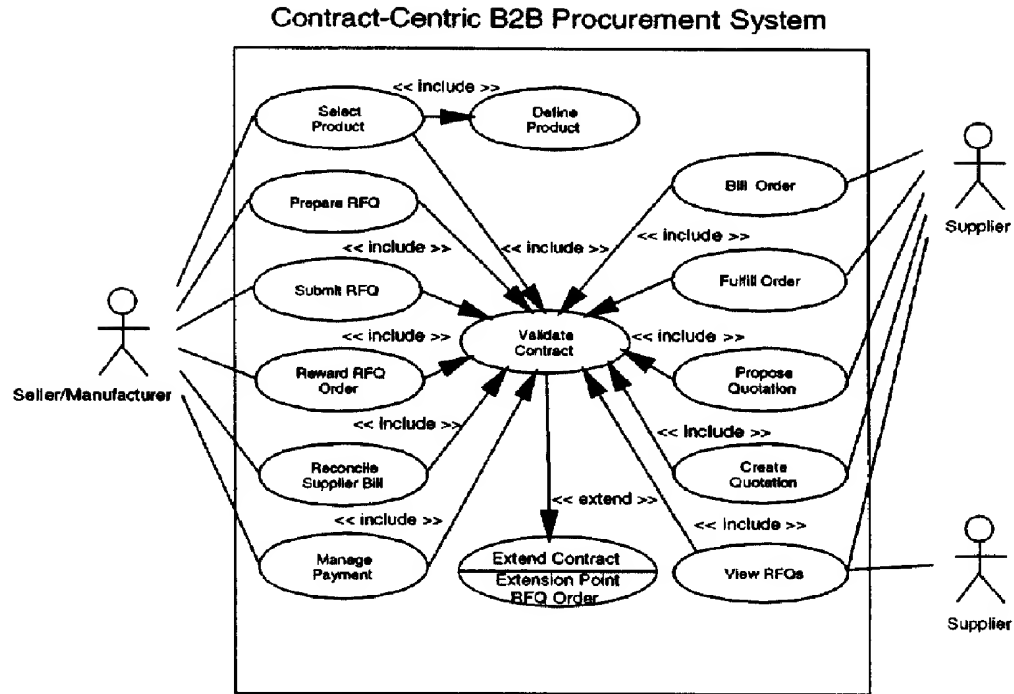 Contract-Centric B2B Procurement System
<< include >>
Select
Product
Define
Product
Bill Order
Prepare RFQ
Supplier
<< include >>
<< include >>
<< include >>
Submit RFQ
Fulfill Order
Validate
Contract
<< include >>
<< include >>
Seller/Manufacturer
Reward RFQ
Order
Propose
Quotation
<< include >>
<< include >>
Reconcile
Supplier Bill
Create
Quotation
<< extend >>
<< include >>
<< include >>
Manage
Payment
Extend Contract
Extension Point
RFQ Order
View RFQs
Supplier